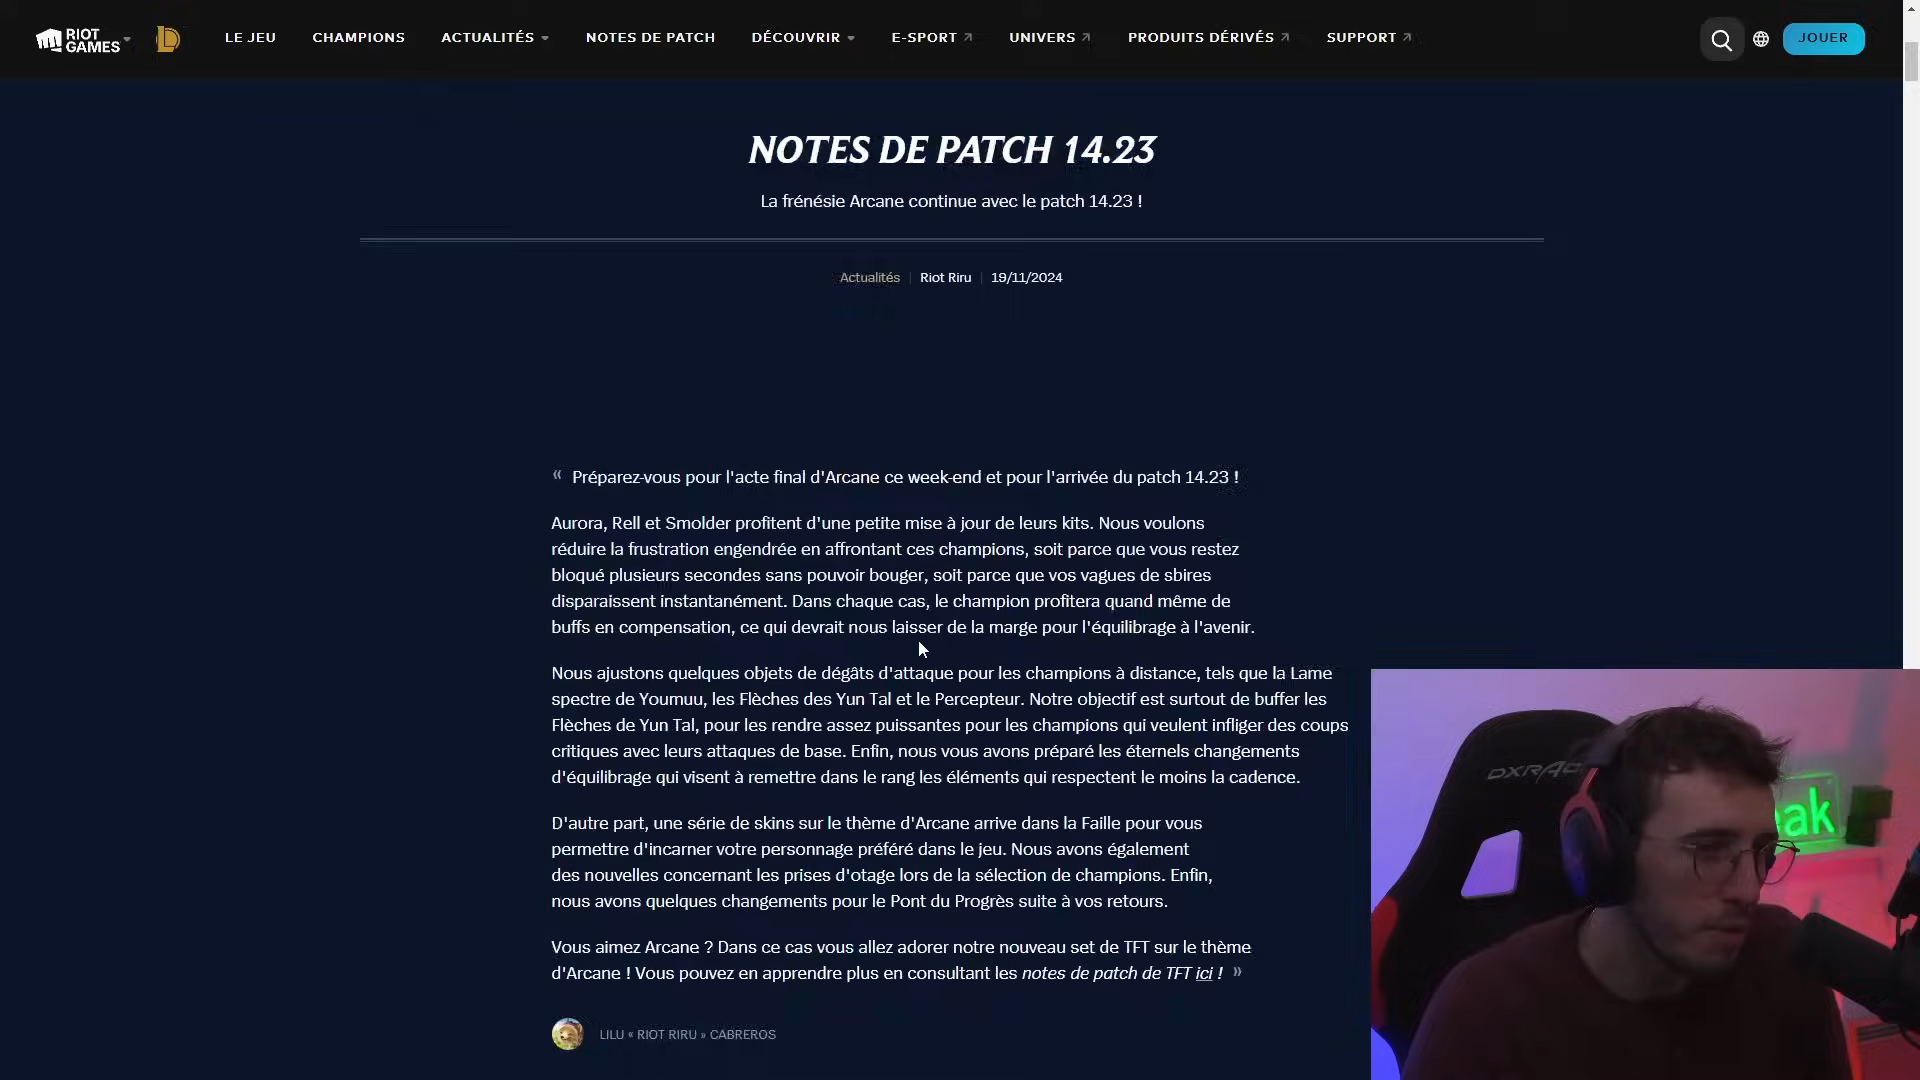 RIOT GAMES LE JEU CHAMPIONS ACTUALITÉS NOTES DE PATCH DÉCOUVRIR E-SPORT UNIVERS PRODUITS DÉRIVÉS SUPPORT JOUER
NOTES DE PATCH 14.23
La frénésie Arcane continue avec le patch 14.23 !
Actualités | Riot Riru | 19/11/2024
« Préparez-vous pour l'acte final d'Arcane ce week-end et pour l'arrivée du patch 14.23 !
Aurora, Rell et Smolder profitent d'une petite mise à jour de leurs kits. Nous voulons
réduire la frustration engendrée en affrontant ces champions, soit parce que vous restez
bloqué plusieurs secondes sans pouvoir bouger, soit parce que vos vagues de sbires
disparaissent instantanément. Dans chaque cas, le champion profitera quand même de
buffs en compensation, ce qui devrait nous laisser de la marge pour l'équilibrage à l'avenir.
Nous ajustons quelques objets de dégâts d'attaque pour les champions à distance, tels que la Lame
spectre de Youmuu, les Flèches des Yun Tal et le Percepteur. Notre objectif est surtout de buffer les
Flèches de Yun Tal, pour les rendre assez puissantes pour les champions qui veulent infliger des coups
critiques avec leurs attaques de base. Enfin, nous vous avons préparé les éternels changements
d'équilibrage qui visent à remettre dans le rang les éléments qui respectent le moins la cadence.
D'autre part, une série de skins sur le thème d'Arcane arrive dans la Faille pour vous
permettre d'incarner votre personnage préféré dans le jeu. Nous avons également
des nouvelles concernant les prises d'otage lors de la sélection de champions. Enfin,
nous avons quelques changements pour le Pont du Progrès suite à vos retours.
Vous aimez Arcane ? Dans ce cas vous allez adorer notre nouveau set de TFT sur le thème
d'Arcane ! Vous pouvez en apprendre plus en consultant les notes de patch de TFT ici ! »
LILU « RIOT RIRU » CABREROS